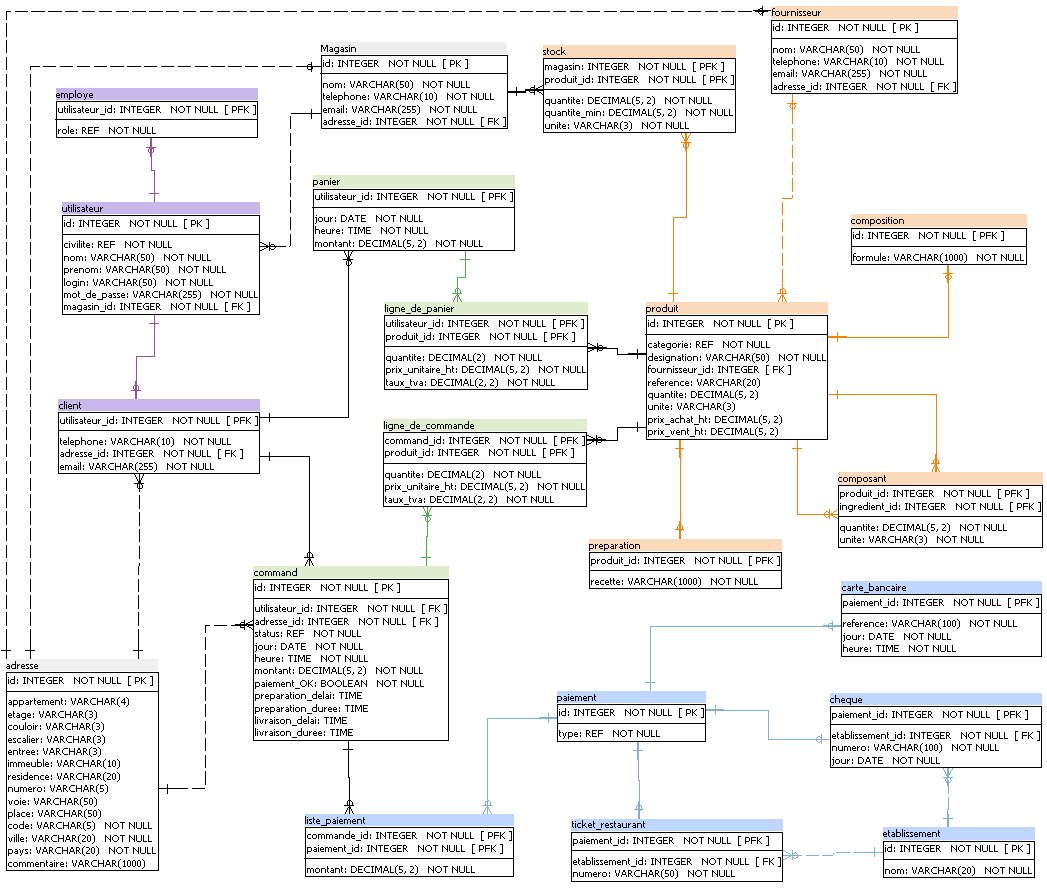 fournisseur
id: INTEGER NOT NULL [ PK ]
nom: VARCHAR(50) NOT NULL
telephone: VARCHAR(10) NOT NULL
email: VARCHAR(255) NOT NULL
adresse_id: INTEGER NOT NULL [ FK ]
Magasin
id: INTEGER NOT NULL [ PK ]
nom: VARCHAR(50) NOT NULL
telephone: VARCHAR(10) NOT NULL
email: VARCHAR(255) NOT NULL
adresse_id: INTEGER NOT NULL [ FK ]
stock
magasin: INTEGER NOT NULL [ PFK ]
produit_id: INTEGER NOT NULL [ PFK ]
quantite: DECIMAL(5, 2) NOT NULL
quantite_min: DECIMAL(5, 2) NOT NULL
unite: VARCHAR(3) NOT NULL
employe
utilisateur_id: INTEGER NOT NULL [ PFK ]
role: REF NOT NULL
panier
utilisateur_id: INTEGER NOT NULL [ PFK ]
jour: DATE NOT NULL
heure: TIME NOT NULL
montant: DECIMAL(5, 2) NOT NULL
utilisateur
id: INTEGER NOT NULL [ PK ]
civilite: REF NOT NULL
nom: VARCHAR(50) NOT NULL
prenom: VARCHAR(50) NOT NULL
login: VARCHAR(50) NOT NULL
mot_de_passe: VARCHAR(255) NOT NULL
magasin_id: INTEGER NOT NULL [ FK ]
composition
id: INTEGER NOT NULL [ PFK ]
formule: VARCHAR(1000) NOT NULL
ligne_de_panier
utilisateur_id: INTEGER NOT NULL [ PFK ]
produit_id: INTEGER NOT NULL [ PFK ]
quantite: DECIMAL(2) NOT NULL
prix_unitaire_ht: DECIMAL(5, 2) NOT NULL
taux_tva: DECIMAL(2, 2) NOT NULL
produit
id: INTEGER NOT NULL [ PK ]
categorie: REF NOT NULL
designation: VARCHAR(50) NOT NULL
fournisseur_id: INTEGER [ FK ]
reference: VARCHAR(20)
quantite: DECIMAL(5, 2)
unite: VARCHAR(3)
prix_achat_ht: DECIMAL(5, 2)
prix_vent_ht: DECIMAL(5, 2)
client
utilisateur_id: INTEGER NOT NULL [ PFK ]
telephone: VARCHAR(10) NOT NULL
adresse_id: INTEGER NOT NULL [ FK ]
email: VARCHAR(255) NOT NULL
ligne_de_commande
command_id: INTEGER NOT NULL [ PFK ]
produit_id: INTEGER NOT NULL [ PFK ]
quantite: DECIMAL(2) NOT NULL
prix_unitaire_ht: DECIMAL(5, 2) NOT NULL
taux_tva: DECIMAL(2, 2) NOT NULL
composant
produit_id: INTEGER NOT NULL [ PFK ]
ingredient_id: INTEGER NOT NULL [ PFK ]
quantite: DECIMAL(5, 2) NOT NULL
unite: VARCHAR(3) NOT NULL
preparation
produit_id: INTEGER NOT NULL [ PFK ]
recette: VARCHAR(1000) NOT NULL
command
id: INTEGER NOT NULL [ PK ]
utilisateur_id: INTEGER NOT NULL [ FK ]
adresse_id: INTEGER NOT NULL [ FK ]
status: REF NOT NULL
jour: DATE NOT NULL
heure: TIME NOT NULL
montant: DECIMAL(5, 2) NOT NULL
paiement_OK: BOOLEAN NOT NULL
preparation_delai: TIME
preparation_duree: TIME
livraison_delai: TIME
livraison_duree: TIME
carte_bancaire
paiement_id: INTEGER NOT NULL [ PFK ]
reference: VARCHAR(100) NOT NULL
jour: DATE NOT NULL
heure: TIME NOT NULL
adresse
id: INTEGER NOT NULL [ PK ]
appartement: VARCHAR(4)
etage: VARCHAR(3)
couloir: VARCHAR(3)
escalier: VARCHAR(3)
entree: VARCHAR(3)
immeuble: VARCHAR(10)
residence: VARCHAR(20)
numero: VARCHAR(5)
voie: VARCHAR(50)
place: VARCHAR(50)
code: VARCHAR(5) NOT NULL
ville: VARCHAR(20) NOT NULL
pays: VARCHAR(20) NOT NULL
commentaire: VARCHAR(1000)
paiement
id: INTEGER NOT NULL [ PK ]
type: REF NOT NULL
cheque
paiement_id: INTEGER NOT NULL [ PFK ]
etablissement_id: INTEGER NOT NULL [ FK ]
numero: VARCHAR(100) NOT NULL
jour: DATE NOT NULL
liste_paiement
commande_id: INTEGER NOT NULL [ PFK ]
paiement_id: INTEGER NOT NULL [ PFK ]
montant: DECIMAL(5, 2) NOT NULL
ticket_restaurant
paiement_id: INTEGER NOT NULL [ PFK ]
etablissement_id: INTEGER NOT NULL [ FK ]
numero: VARCHAR(50) NOT NULL
etablissement
id: INTEGER NOT NULL [ PK ]
nom: VARCHAR(20) NOT NULL